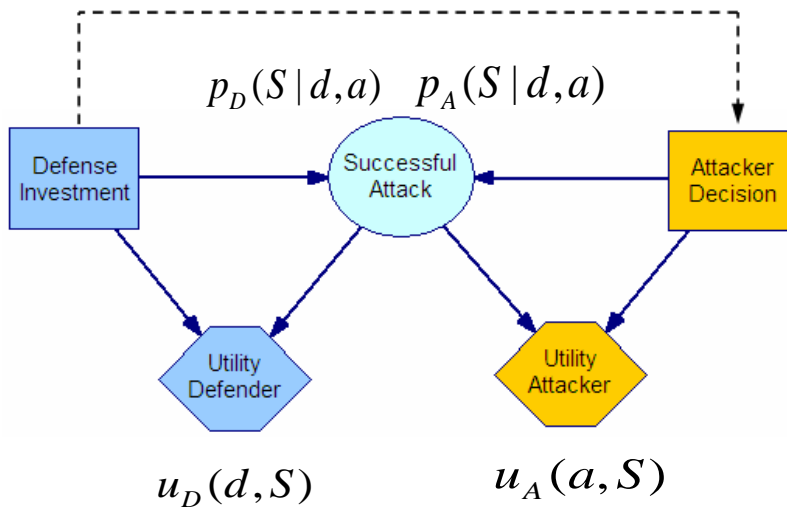 p_D(S|d,a) p_A(S|d,a)
Defense
Investment
Successful
Attack
Attacker
Decision
Utility
Defender
Utility
Attacker
u_D(d,S)
u_A(a,S)